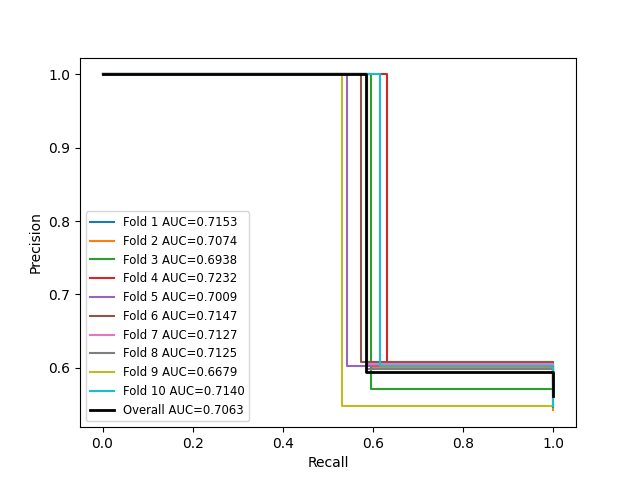 1.0
0.9
0.8
0.7
0.6
Precision
Fold 1 AUC=0.7153
Fold 2 AUC=0.7074
Fold 3 AUC=0.6938
Fold 4 AUC=0.7232
Fold 5 AUC=0.7009
Fold 6 AUC=0.7147
Fold 7 AUC=0.7127
Fold 8 AUC=0.7125
Fold 9 AUC=0.6679
Fold 10 AUC=0.7140
Overall AUC=0.7063
0.0 0.2 0.4 0.6 0.8 1.0
Recall